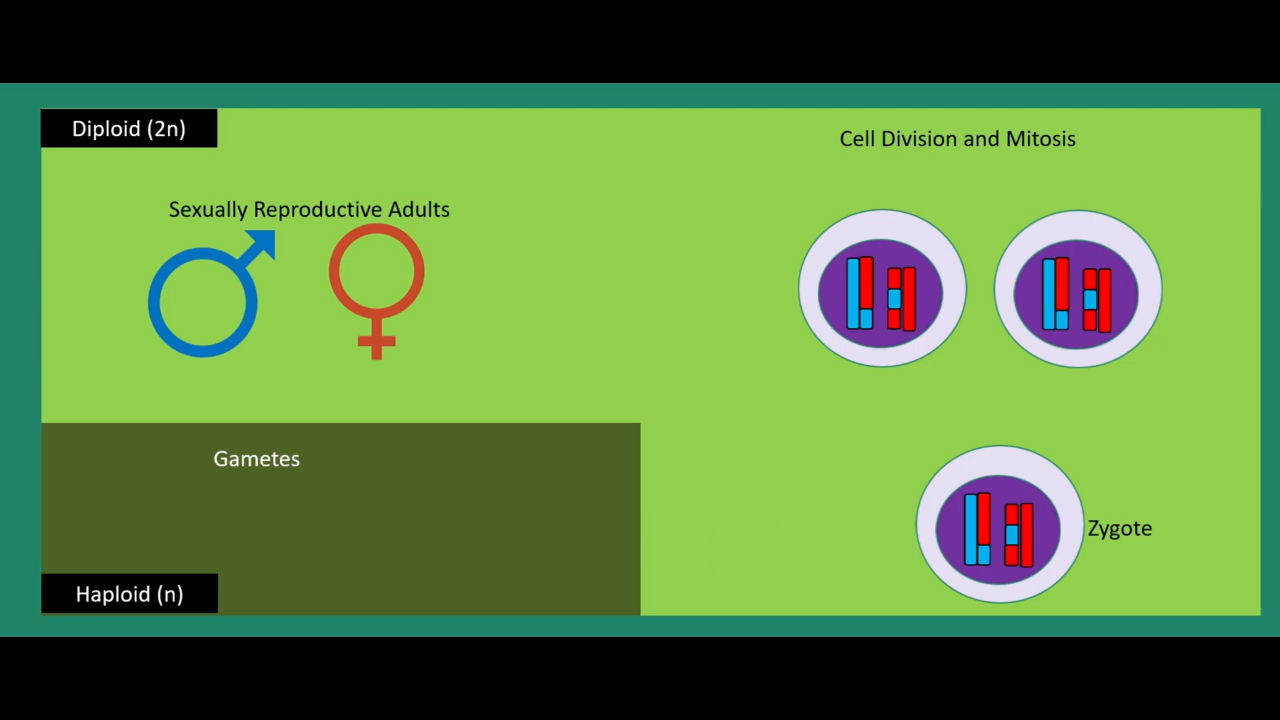 Diploid (2n)
Cell Division and Mitosis
Sexually Reproductive Adults
Gametes
Zygote
Haploid (n)